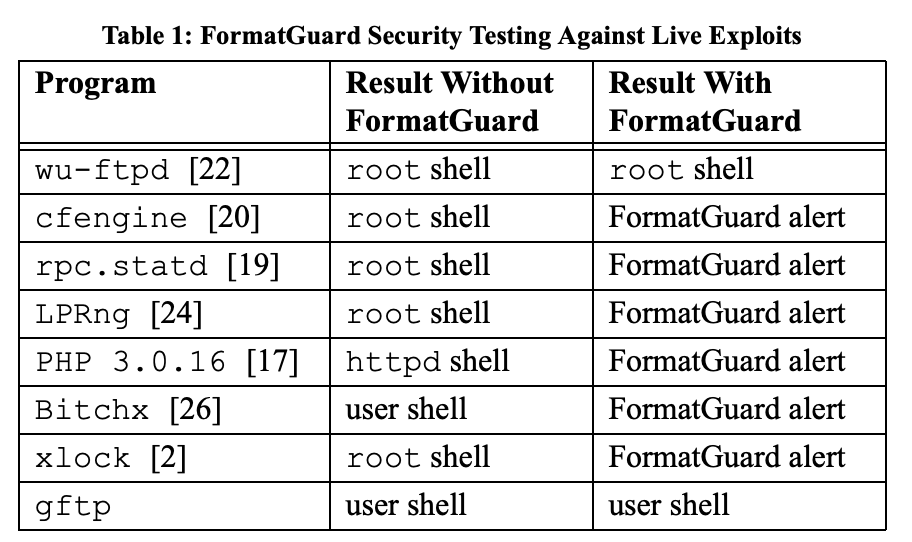 Table 1: FormatGuard Security Testing Against Live Exploits
Program Result Without FormatGuard Result With FormatGuard
wu-ftpd [22] root shell root shell
cfengine [20] root shell FormatGuard alert
rpc.statd [19] root shell FormatGuard alert
LPRng [24] root shell FormatGuard alert
PHP 3.0.16 [17] httpd shell FormatGuard alert
Bitchx [26] user shell FormatGuard alert
xlock [2] root shell FormatGuard alert
gftp user shell user shell